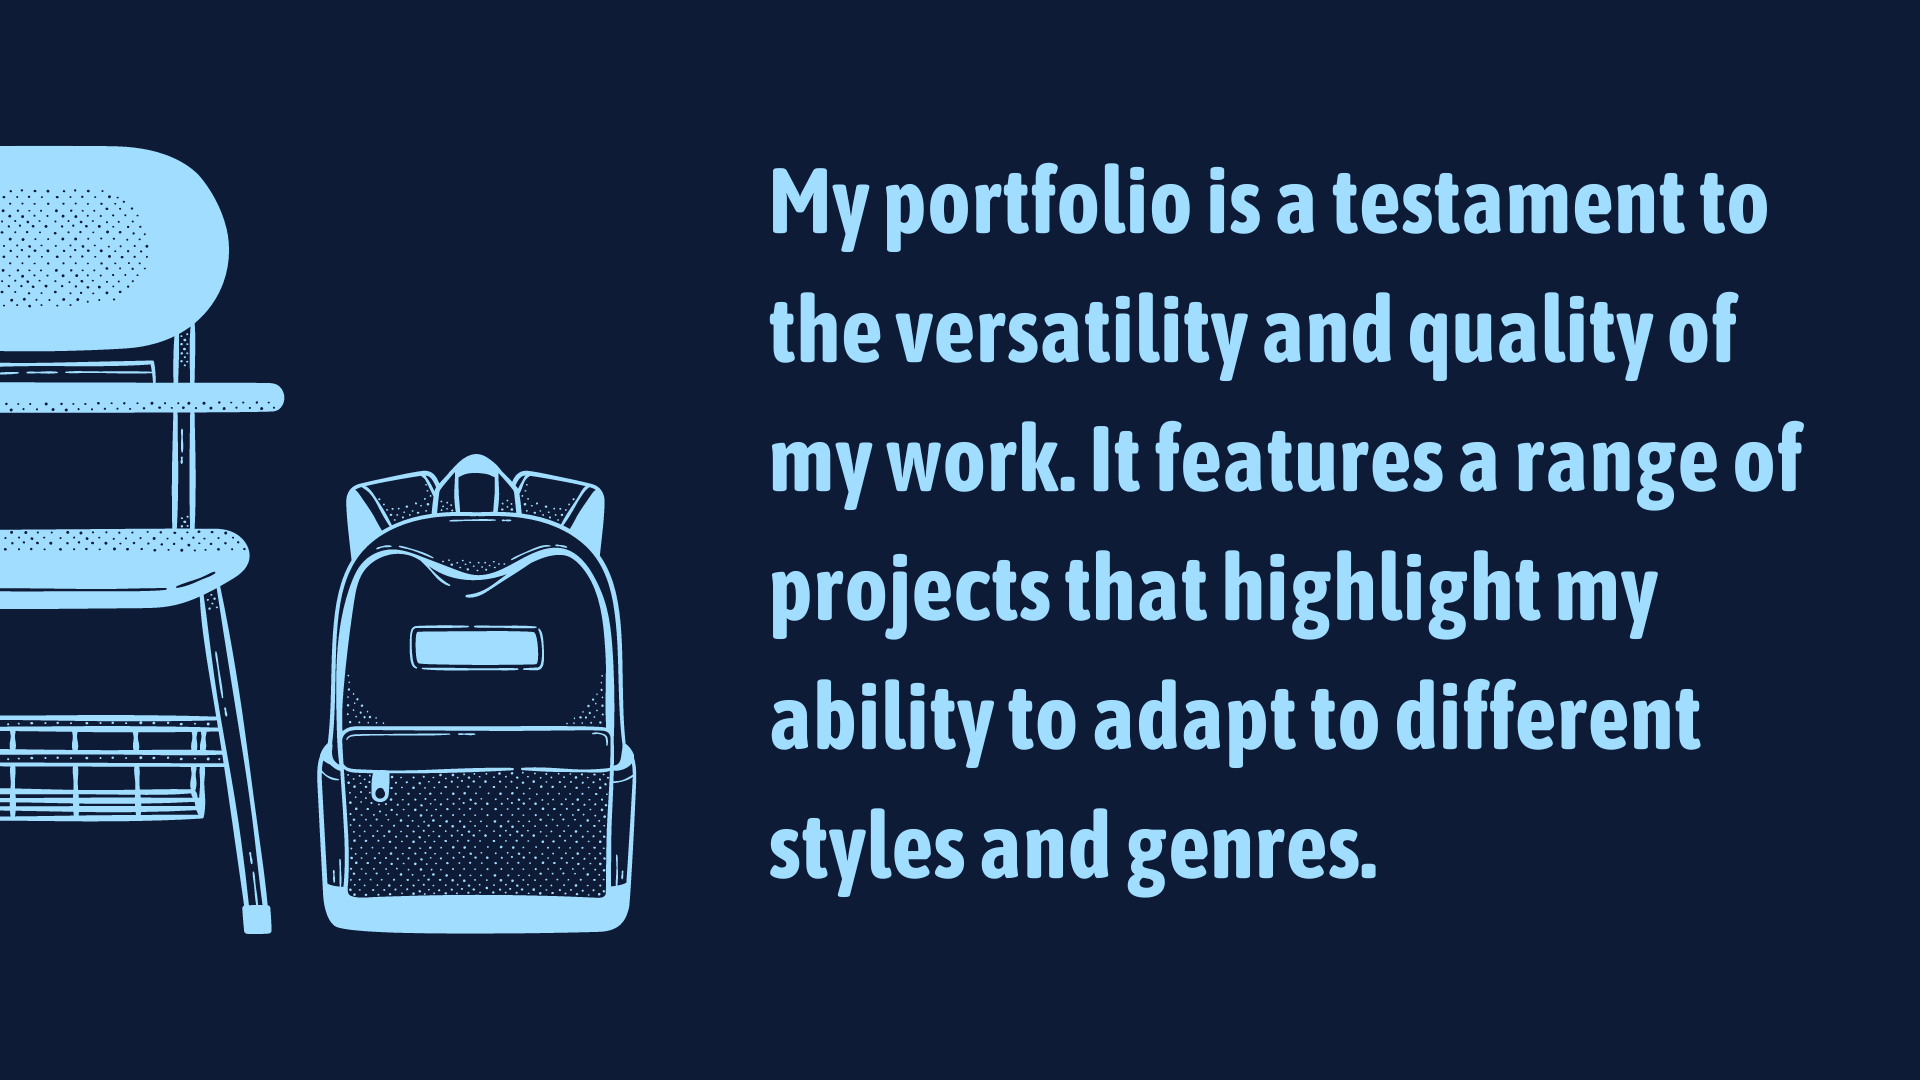 My portfolio is a testament to
the versatility and quality of
my work. It features a range of
projects that highlight my
ability to adapt to different
styles and genres.